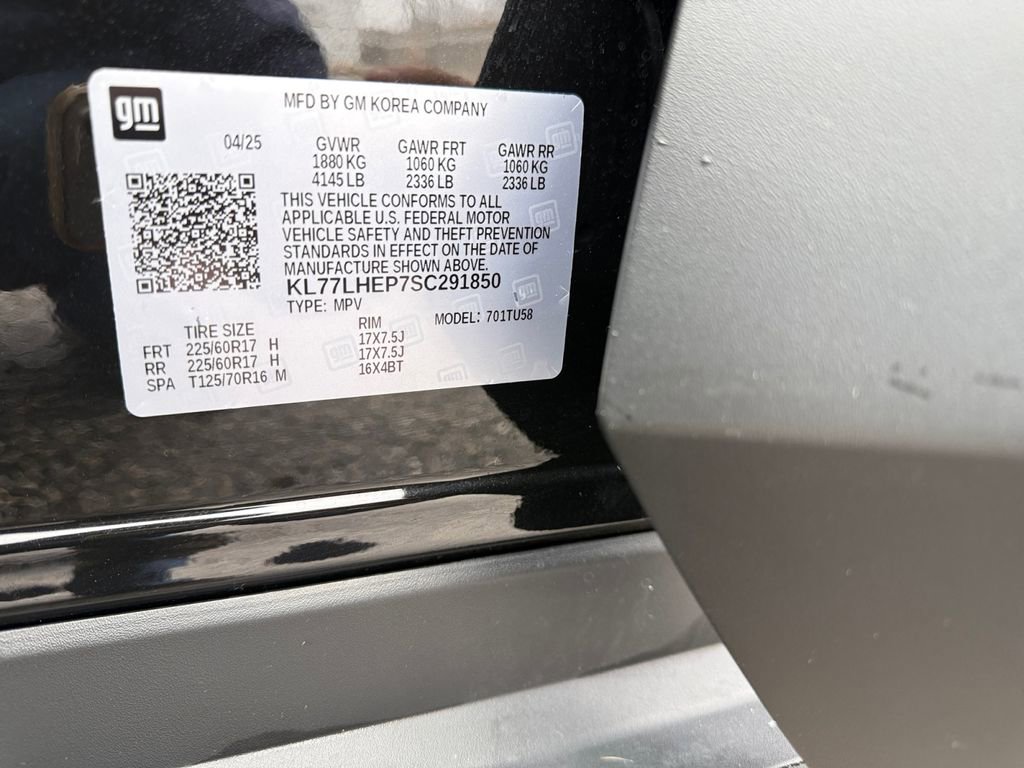 gm
MFD BY GM KOREA COMPANY
04/25
GVWR GAWR FRT GAWR RR
1880 KG 1060 KG 1060 KG
4145 LB 2336 LB 2336 LB
THIS VEHICLE CONFORMS TO ALL
APPLICABLE U.S. FEDERAL MOTOR
VEHICLE SAFETY AND THEFT PREVENTION
STANDARDS IN EFFECT ON THE DATE OF
MANUFACTURE SHOWN ABOVE.
KL77LHEP7SC291850
TYPE: MPV
MODEL: 701TU58
TIRE SIZE RIM
FRT 225/60R17 H 17X7.5J
RR 225/60R17 H 17X7.5J
SPA T125/70R16 M 16X4BT